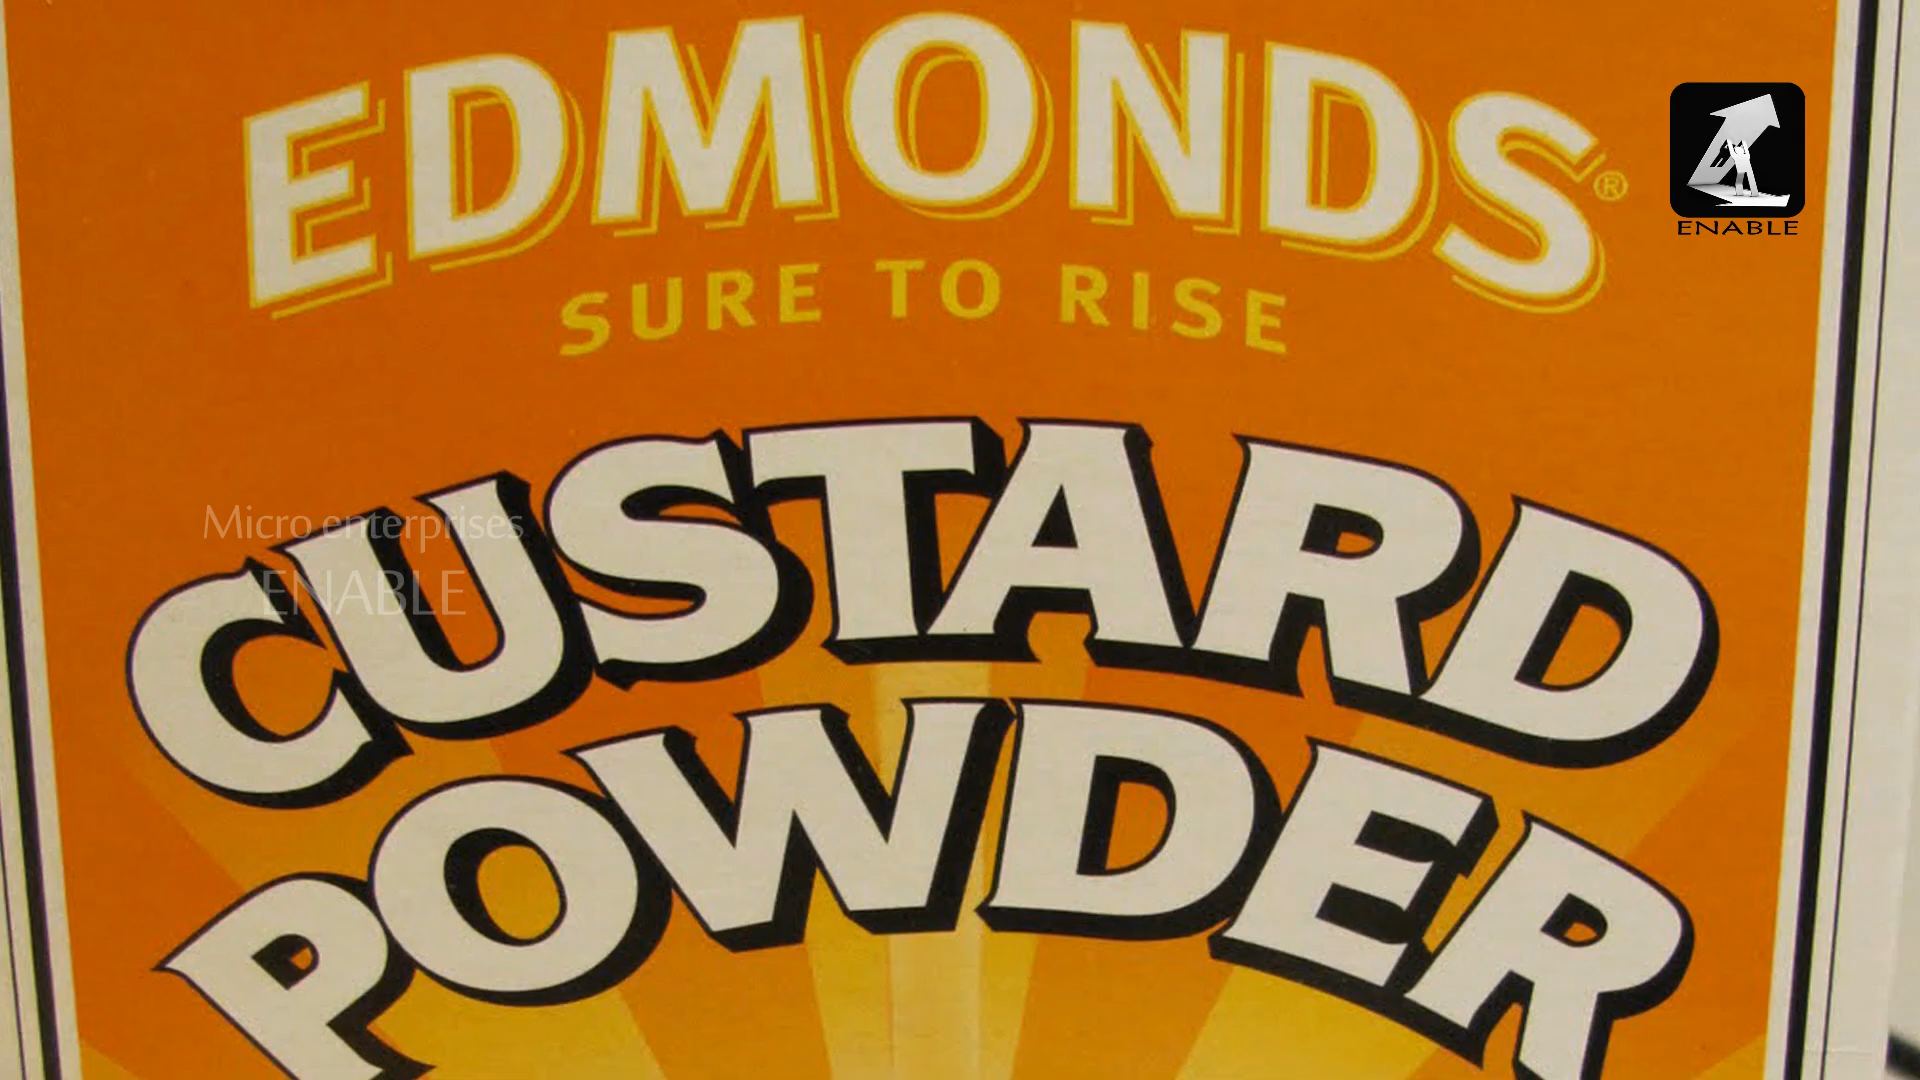 EDMONDS®
SURE TO RISE
ENABLE
CUSTARD
POWDER
Micro enterprises
ENABLE